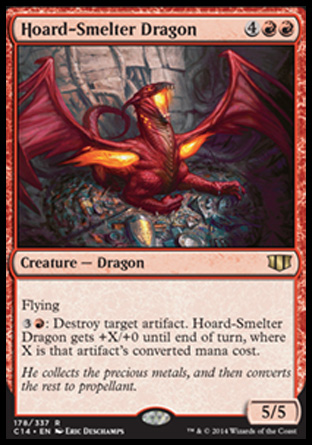 Hoard-Smelter Dragon 4
Creature — Dragon
Flying
3: Destroy target artifact. Hoard-Smelter
Dragon gets +X/+0 until end of turn, where
X is that artifact's converted mana cost.
He collects the precious metals, and then converts
the rest to propellant.
5/5
178/337 R
C14 • EN Eric Deschamps
™ & © 2014 Wizards of the Coast